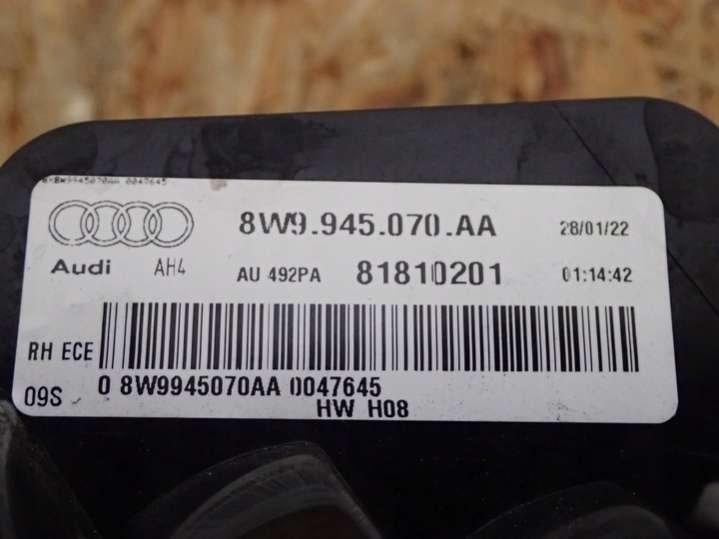 8W9945070AA 0047645
8W9.945.070.AA 28/01/22
Audi AH4 AU 492PA 81810201 01:14:42
RH ECE
09S 0 8W9945070AA 0047645
HW H08